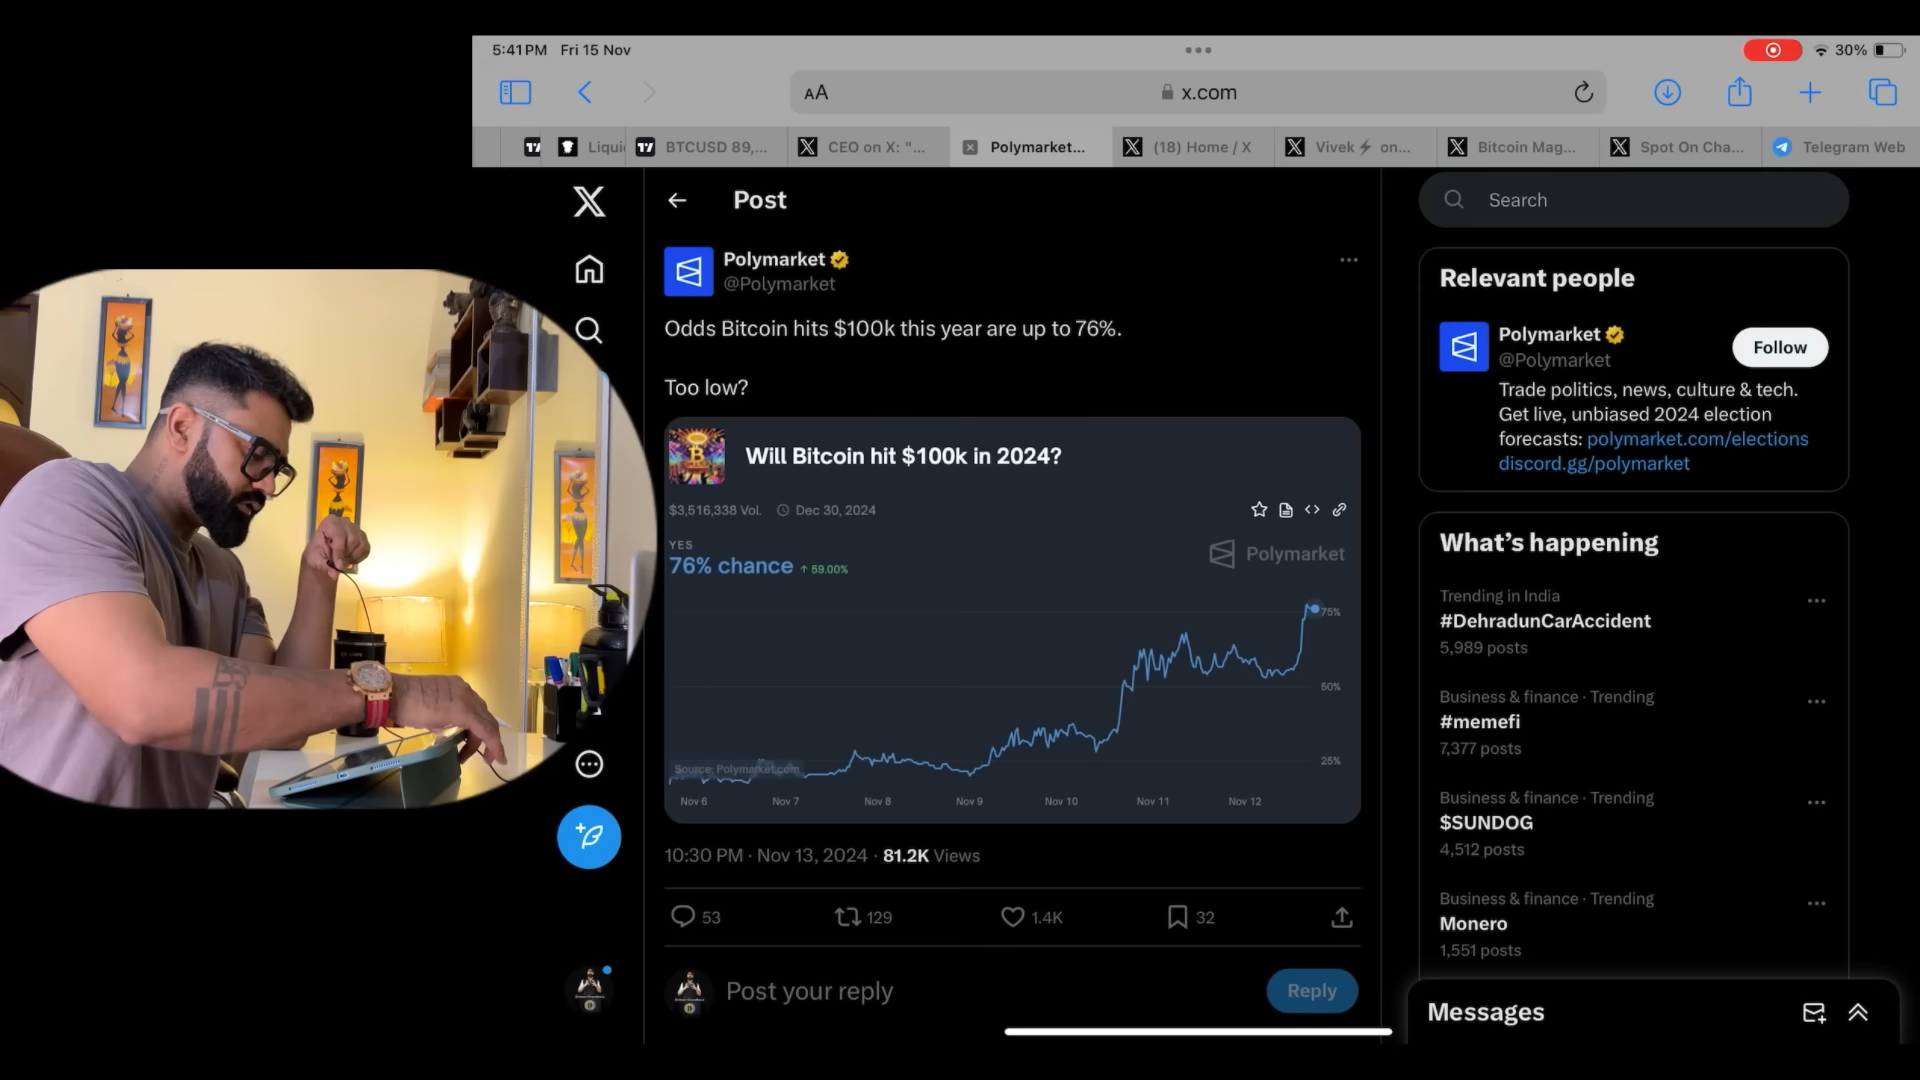 5:41 PM Fri 15 Nov
30%
AA
x.com
Liqui
BTCUSD 89,...
CEO on X: "...
Polymarket...
(18) Home / X
Vivek⚡ on...
Bitcoin Mag...
Spot On Cha...
Telegram Web
Post
Polymarket
@Polymarket
Odds Bitcoin hits $100k this year are up to 76%.
Too low?
Will Bitcoin hit $100k in 2024?
$3,516,338 Vol. Dec 30, 2024
YES
76% chance ↑ 59.00%
Polymarket
75%
50%
25%
Source: Polymarket.com
Nov 6 Nov 7 Nov 8 Nov 9 Nov 10 Nov 11 Nov 12
10:30 PM · Nov 13, 2024 · 81.2K Views
53 129 1.4K 32
Post your reply
Reply
Search
Relevant people
Polymarket
@Polymarket
Follow
Trade politics, news, culture & tech.
Get live, unbiased 2024 election
forecasts: polymarket.com/elections
discord.gg/polymarket
What's happening
Trending in India
#DehradunCarAccident
5,989 posts
Business & finance · Trending
#memefi
7,377 posts
Business & finance · Trending
$SUNDOG
4,512 posts
Business & finance · Trending
Monero
1,551 posts
Messages